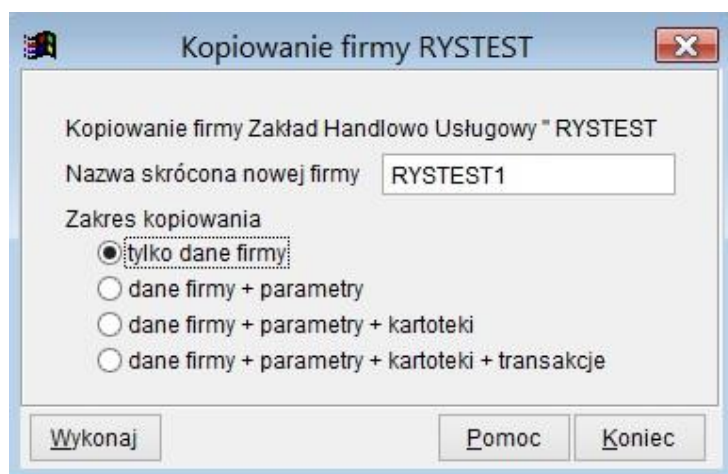 Kopiowanie firmy RYSTEST
Kopiowanie firmy Zakład Handlowo Usługowy " RYSTEST
Nazwa skrócona nowej firmy RYSTEST1
Zakres kopiowania
tylko dane firmy
dane firmy + parametry
dane firmy + parametry + kartoteki
dane firmy + parametry + kartoteki + transakcje
Wykonaj Pomoc Koniec